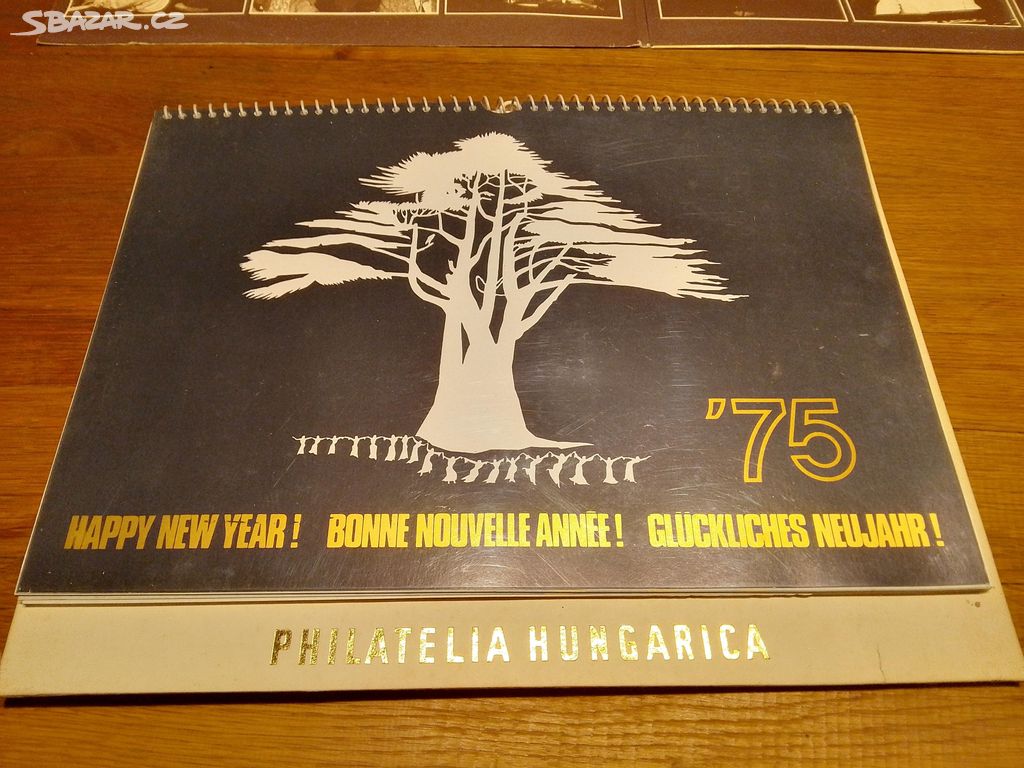 SBAZAR.CZ
'75
HAPPY NEW YEAR! BONNE NOUVELLE ANNÉE! GLÜCKLICHES NEUJAHR!
PHILATELIA HUNGARICA